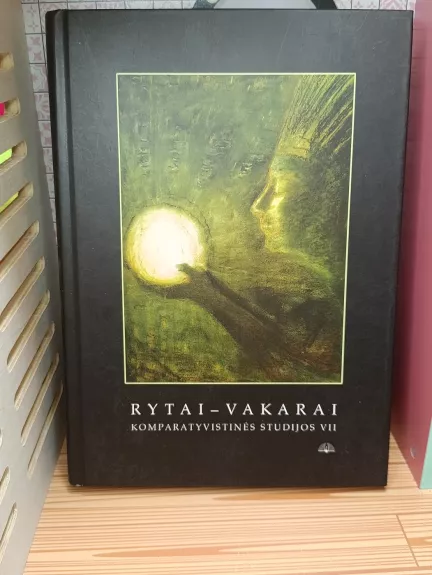 RYTAI – VAKARAI
KOMPARATYVISTINĖS STUDIJOS VII